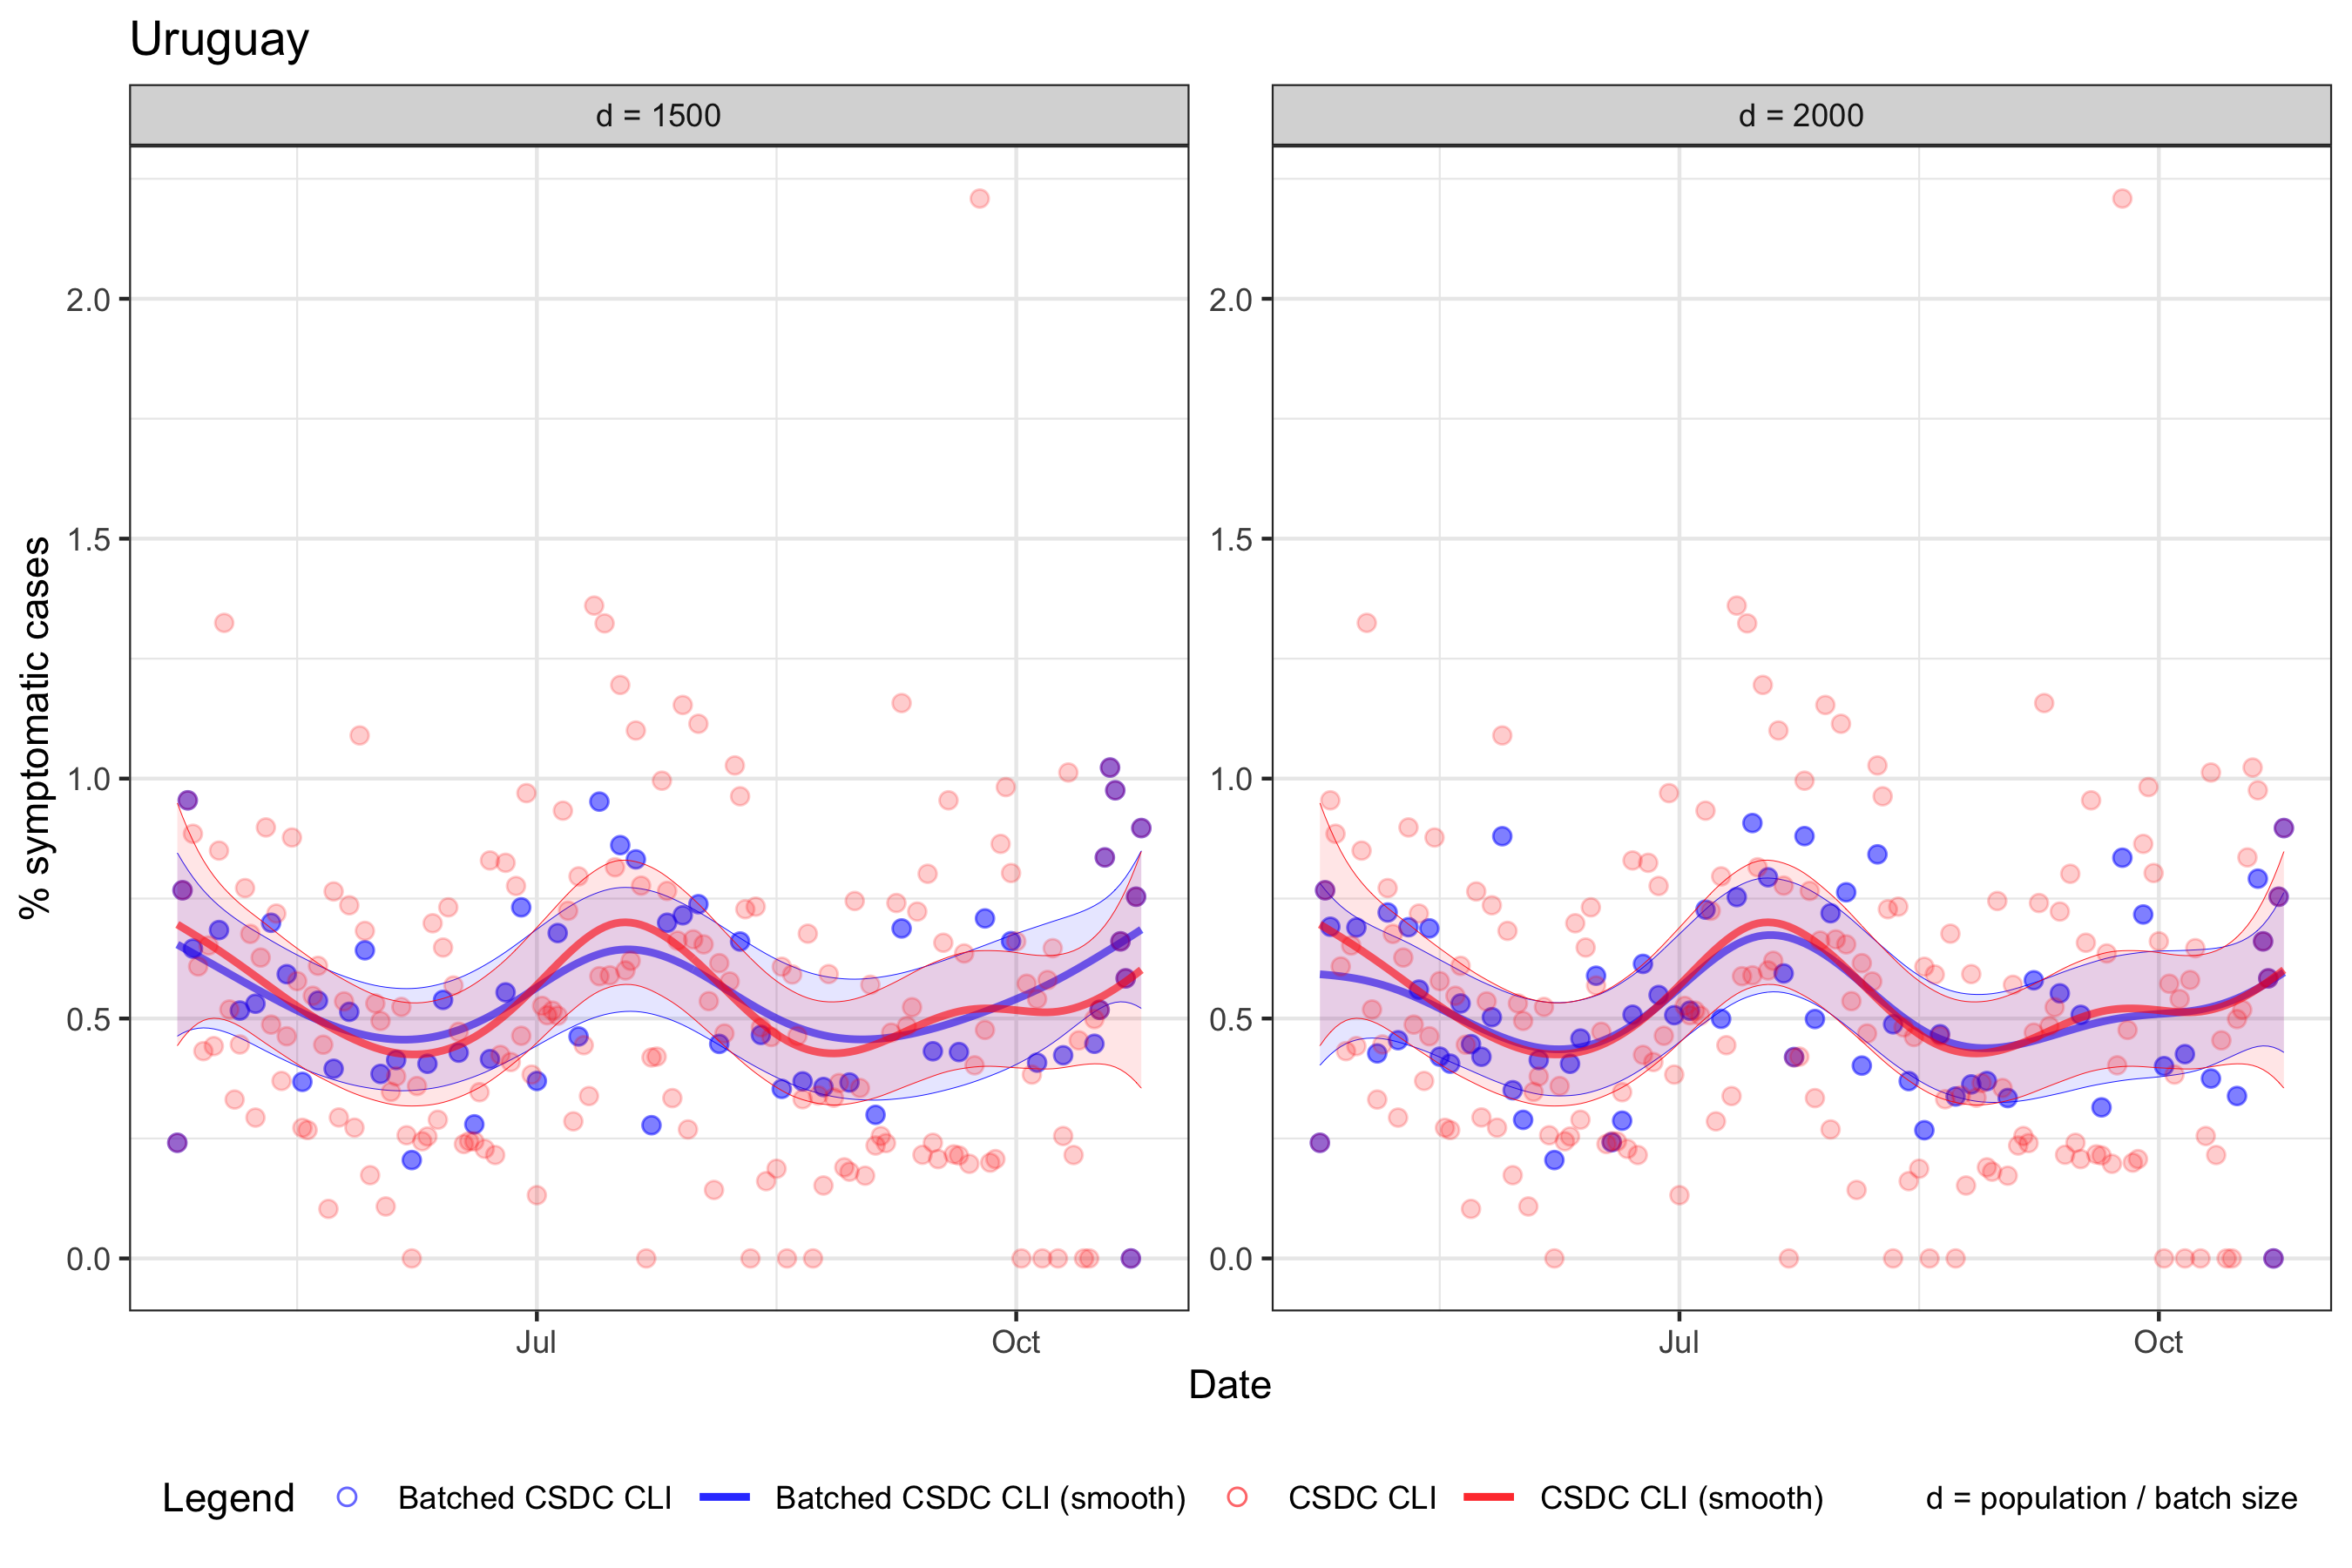 Uruguay
d = 1500
d = 2000
% symptomatic cases
2.0
1.5
1.0
0.5
0.0
2.0
1.5
1.0
0.5
0.0
Jul
Oct
Jul
Oct
Date
Legend Batched CSDC CLI Batched CSDC CLI (smooth) CSDC CLI CSDC CLI (smooth) d = population / batch size